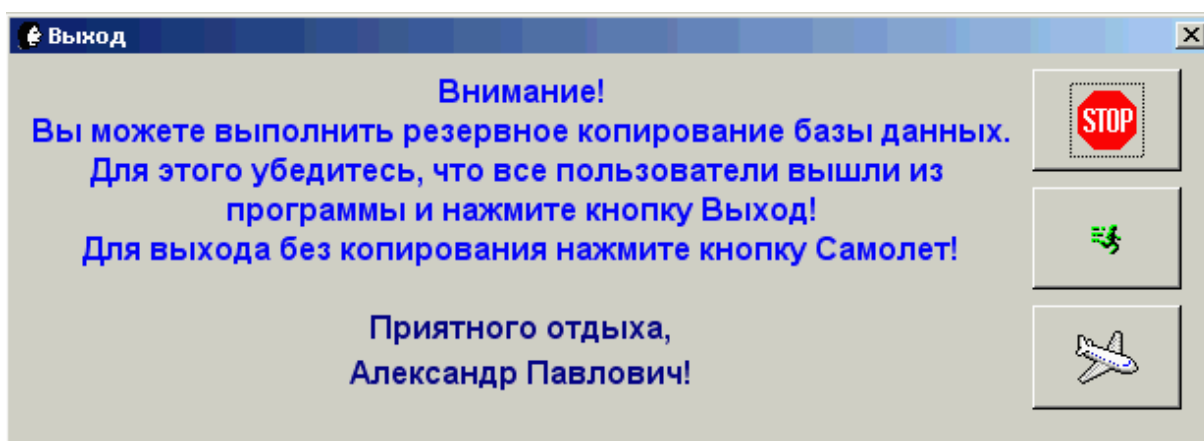 Выход
Внимание!
Вы можете выполнить резервное копирование базы данных.
Для этого убедитесь, что все пользователи вышли из
программы и нажмите кнопку Выход!
Для выхода без копирования нажмите кнопку Самолет!
Приятного отдыха,
Александр Павлович!
STOP